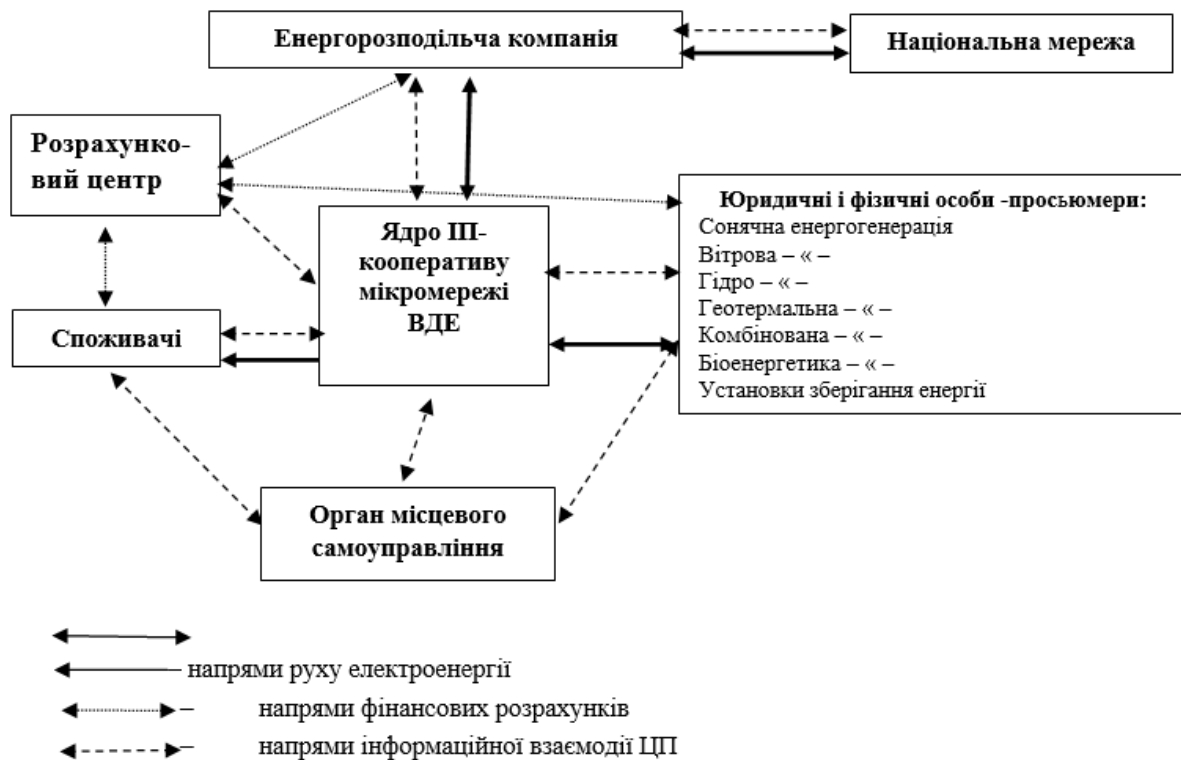 Енергорозподільча компанія
Національна мережа
Розрахунко-
вий центр
Юридичні і фізичні особи -просьюмери:
Сонячна енергогенерація
Вітрова – « –
Гідро – « –
Геотермальна – « –
Комбінована – « –
Біоенергетика – « –
Установки зберігання енергії
Ядро ІП-
кооперативу
мікромережі
ВДЕ
Споживачі
Орган місцевого
самоуправління
напрями руху електроенергії
– напрями фінансових розрахунків
– напрями інформаційної взаємодії ЦП